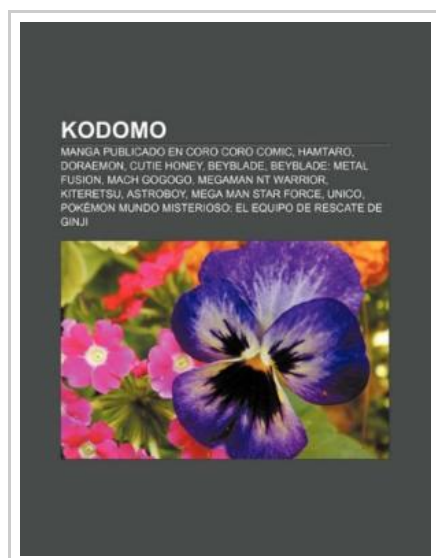 KODOMO
MANGA PUBLICADO EN CORO CORO COMIC, HAMTARO,
DORAEMON, CUTIE HONEY, BEYBLADE, BEYBLADE: METAL
FUSION, MACH GOGOGO, MEGAMAN NT WARRIOR,
KITERETSU, ASTROBOY, MEGA MAN STAR FORCE, UNICO,
POKÉMON MUNDO MISTERIOSO: EL EQUIPO DE RESCATE DE
GINJI